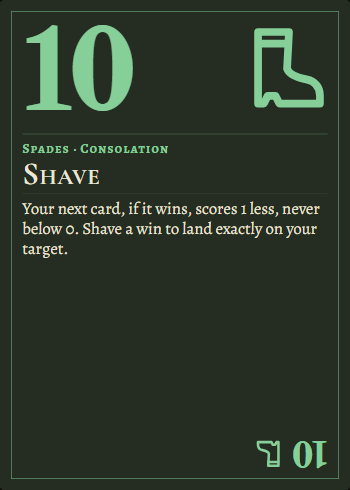 10
Spades · Consolation
Shave
Your next card, if it wins, scores 1 less, never
below 0. Shave a win to land exactly on your
target.
10